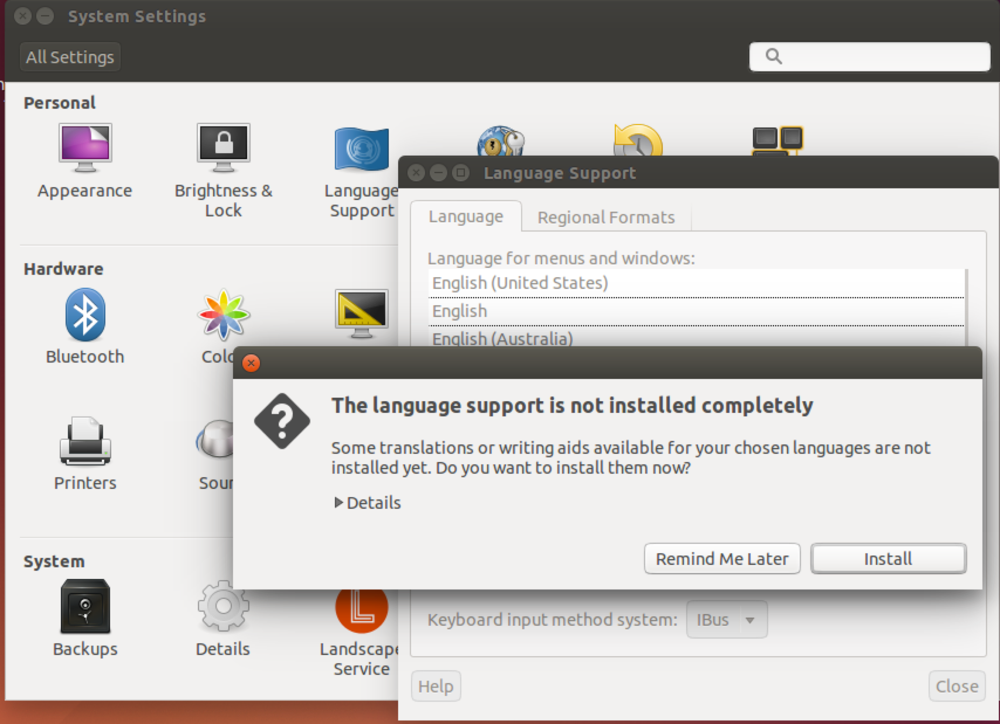 System Settings
All Settings
Personal
Appearance
Brightness &
Lock
Language
Support
Hardware
Bluetooth
Printers
System
Backups
Details
Landscape
Service
Language Support
Language
Regional Formats
Language for menus and windows:
English (United States)
English
English (Australia)
The language support is not installed completely
Some translations or writing aids available for your chosen languages are not
installed yet. Do you want to install them now?
Details
Remind Me Later
Install
Keyboard input method system:
IBus
Help
Close